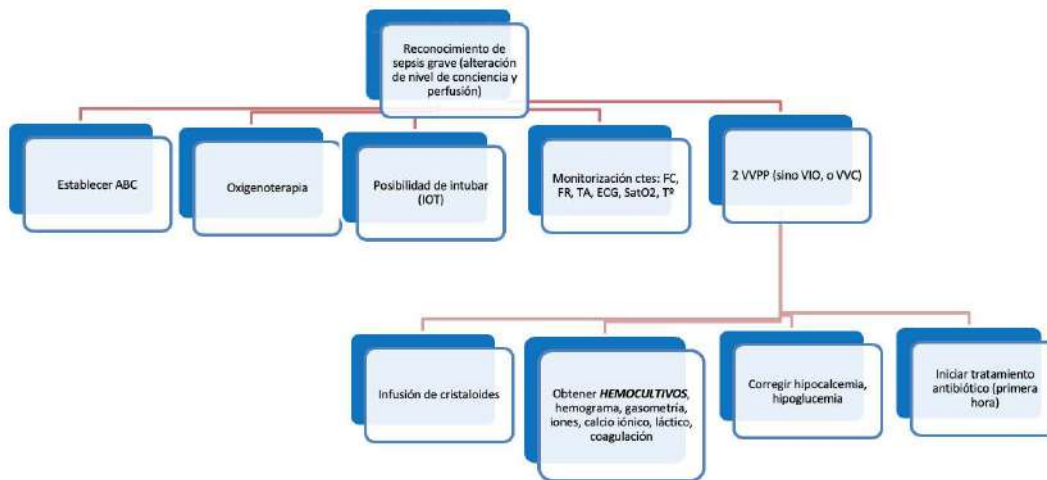 Reconocimiento de
sepsis grave (alteración
de nivel de conciencia y
perfusión)
Establecer ABC
Oxigenoterapia
Posibilidad de intubar
(IOT)
Monitorización ctes: FC,
FR, TA, ECG, SatO2, Tº
2 VVPP (sino VIO, o VVC)
Infusión de cristaloides
Obtener HEMOCULTIVOS,
hemograma, gasometría,
iones, calcio iónico, láctico,
coagulación
Corregir hipocalcemia,
hipoglucemia
Iniciar tratamiento
antibiótico (primera
hora)